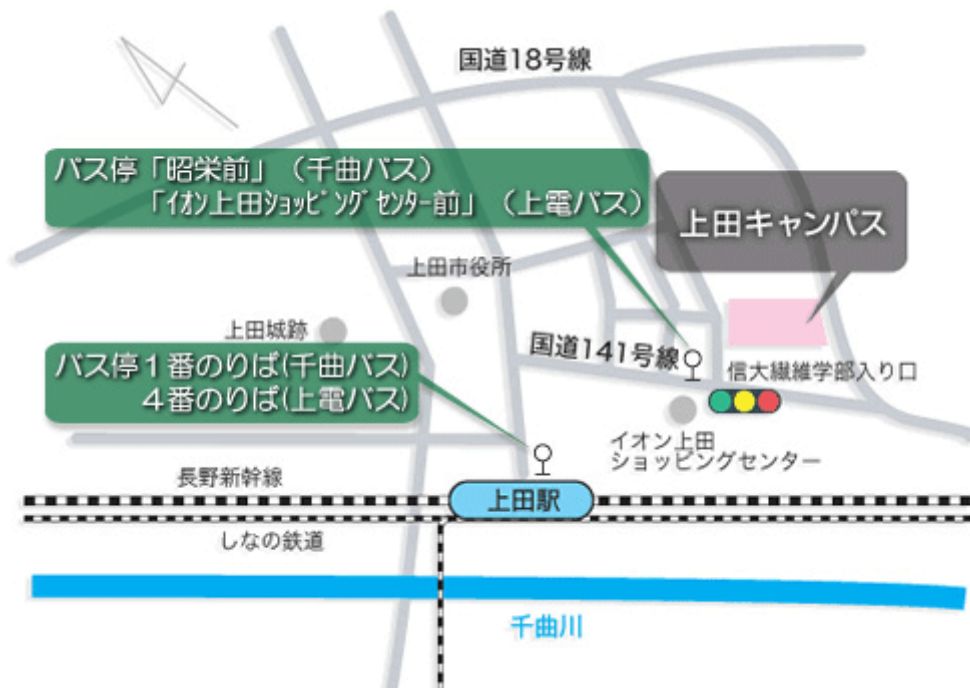 国道18号線
バス停「昭栄前」（千曲バス）
「ｲｵﾝ上田ｼｮｯﾋﾟﾝｸﾞｾﾝﾀｰ前」（上電バス）
上田キャンパス
上田市役所
上田城跡
国道141号線
バス停１番のりば(千曲バス)
４番のりば(上電バス)
信大繊維学部入り口
イオン上田
ショッピングセンター
長野新幹線
上田駅
しなの鉄道
千曲川